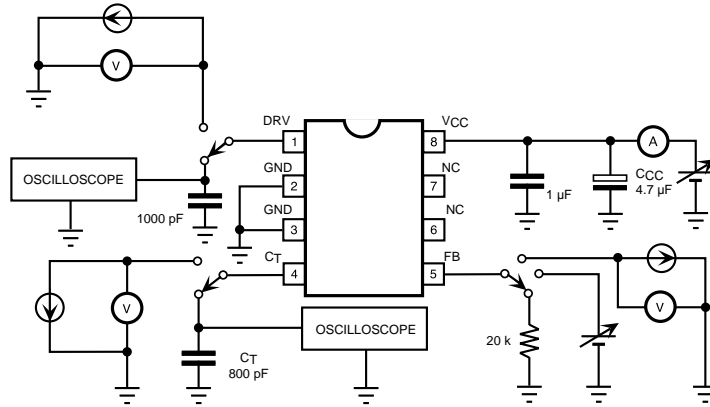 V
DRV
VCC
1
8
A
OSCILLOSCOPE
GND
NC
2
7
1 µF
CCC
4.7 µF
1000 pF
GND
NC
3
6
CT
FB
4
5
V
V
OSCILLOSCOPE
20 k
CT
800 pF